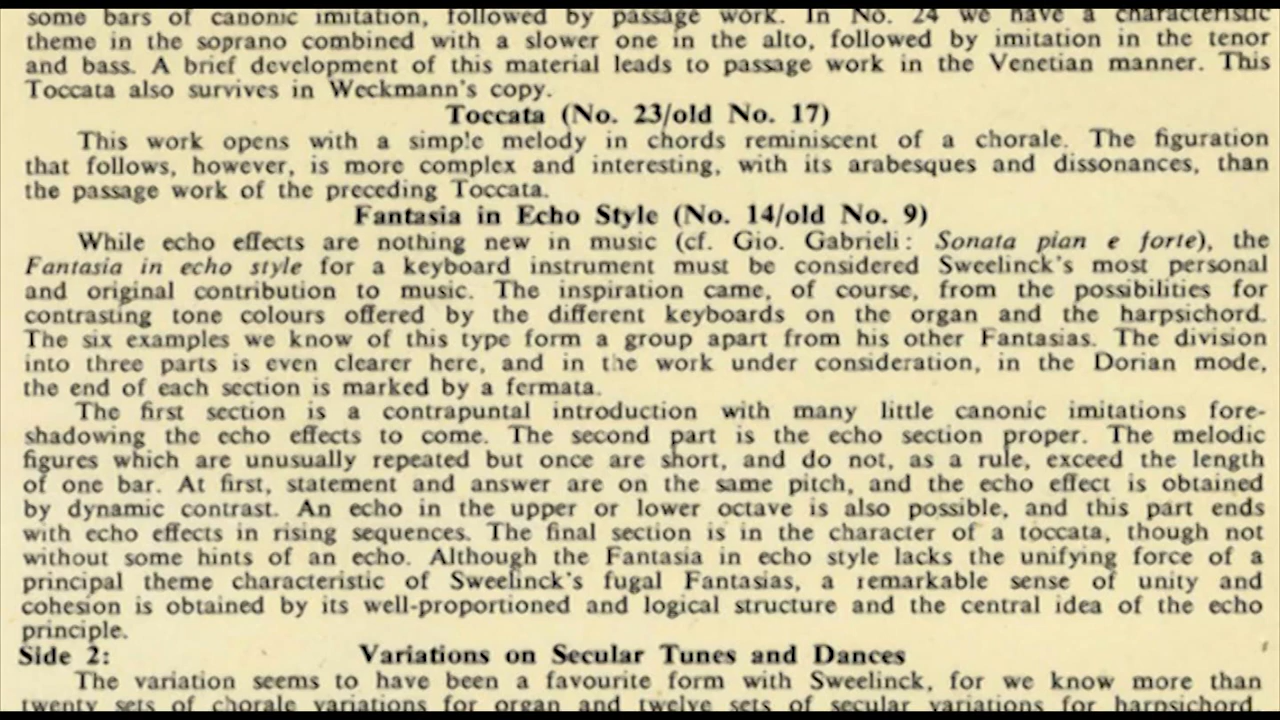 some bars of canonic imitation, followed by passage work. In No. 24 we have a characteristic
theme in the soprano combined with a slower one in the alto, followed by imitation in the tenor
and bass. A brief development of this material leads to passage work in the Venetian manner. This
Toccata also survives in Weckmann's copy.
Toccata (No. 23/old No. 17)
This work opens with a simple melody in chords reminiscent of a chorale. The figuration
that follows, however, is more complex and interesting, with its arabesques and dissonances, than
the passage work of the preceding Toccata.
Fantasia in Echo Style (No. 14/old No. 9)
While echo effects are nothing new in music (cf. Gio. Gabrieli: Sonata pian e forte), the
Fantasia in echo style for a keyboard instrument must be considered Sweelinck's most personal
and original contribution to music. The inspiration came, of course, from the possibilities for
contrasting tone colours offered by the different keyboards on the organ and the harpsichord.
The six examples we know of this type form a group apart from his other Fantasias. The division
into three parts is even clearer here, and in the work under consideration, in the Dorian mode,
the end of each section is marked by a fermata.
The first section is a contrapuntal introduction with many little canonic imitations fore-
shadowing the echo effects to come. The second part is the echo section proper. The melodic
figures which are unusually repeated but once are short, and do not, as a rule, exceed the length
of one bar. At first, statement and answer are on the same pitch, and the echo effect is obtained
by dynamic contrast. An echo in the upper or lower octave is also possible, and this part ends
with echo effects in rising sequences. The final section is in the character of a toccata, though not
without some hints of an echo. Although the Fantasia in echo style lacks the unifying force of a
principal theme characteristic of Sweelinck's fugal Fantasias, a remarkable sense of unity and
cohesion is obtained by its well-proportioned and logical structure and the central idea of the echo
principle.
Side 2: Variations on Secular Tunes and Dances
The variation seems to have been a favourite form with Sweelinck, for we know more than
twenty sets of chorale variations for organ and twelve sets of secular variations for harpsichord.